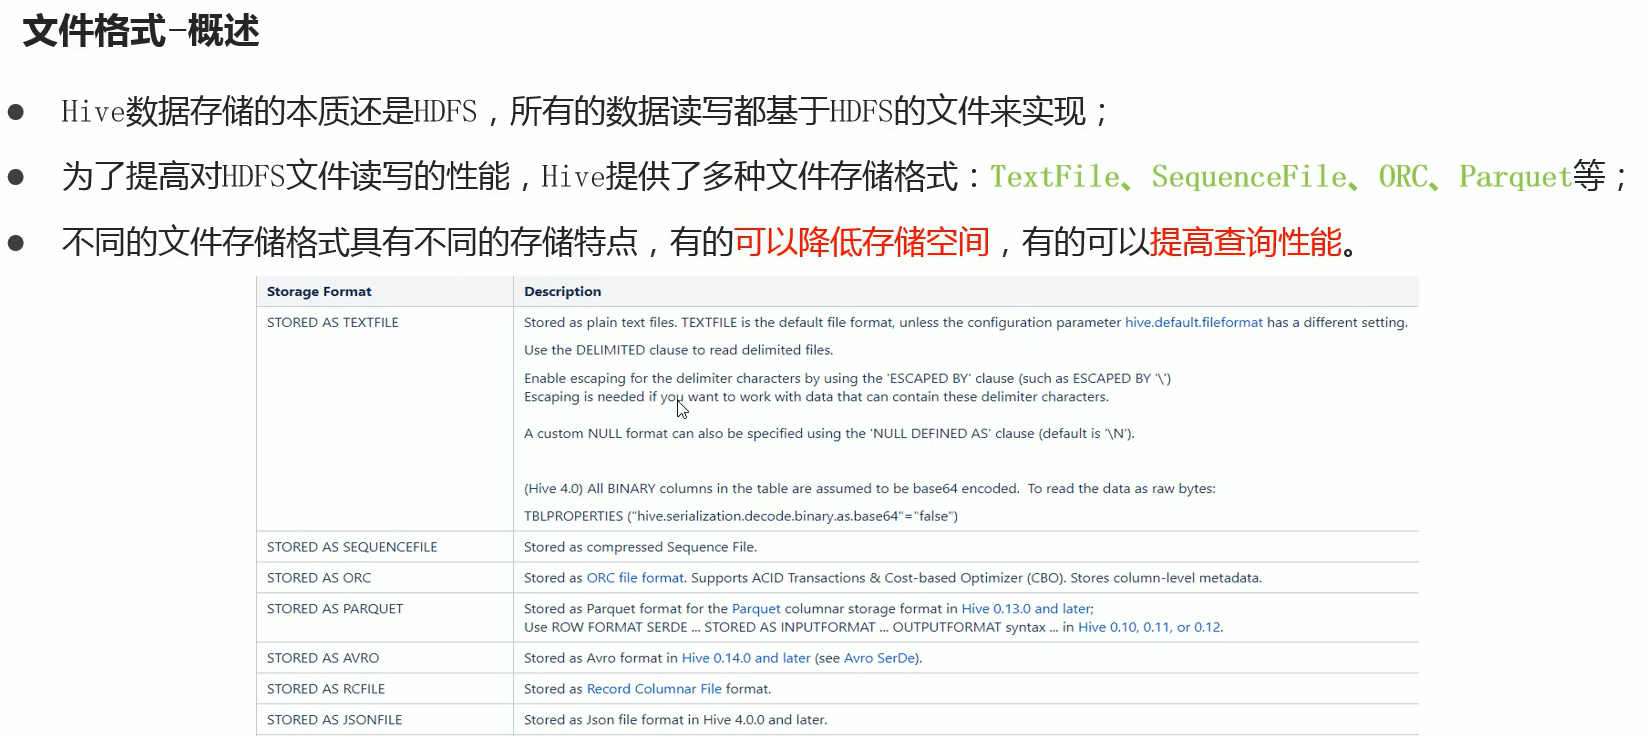 文件格式-概述
● Hive数据存储的本质还是HDFS，所有的数据读写都基于HDFS的文件来实现；
● 为了提高对HDFS文件读写的性能，Hive提供了多种文件存储格式：TextFile、SequenceFile、ORC、Parquet等；
● 不同的文件存储格式具有不同的存储特点，有的可以降低存储空间，有的可以提高查询性能。
Storage Format Description
STORED AS TEXTFILE Stored as plain text files. TEXTFILE is the default file format, unless the configuration parameter hive.default.fileformat has a different setting.
Use the DELIMITED clause to read delimited files.
Enable escaping for the delimiter characters by using the 'ESCAPED BY' clause (such as ESCAPED BY '\')
Escaping is needed if you want to work with data that can contain these delimiter characters.
A custom NULL format can also be specified using the 'NULL DEFINED AS' clause (default is '\N').
(Hive 4.0) All BINARY columns in the table are assumed to be base64 encoded. To read the data as raw bytes:
TBLPROPERTIES ("hive.serialization.decode.binary.as.base64"="false")
STORED AS SEQUENCEFILE Stored as compressed Sequence File.
STORED AS ORC Stored as ORC file format. Supports ACID Transactions & Cost-based Optimizer (CBO). Stores column-level metadata.
STORED AS PARQUET Stored as Parquet format for the Parquet columnar storage format in Hive 0.13.0 and later;
Use ROW FORMAT SERDE ... STORED AS INPUTFORMAT ... OUTPUTFORMAT syntax ... in Hive 0.10, 0.11, or 0.12.
STORED AS AVRO Stored as Avro format in Hive 0.14.0 and later (see Avro SerDe).
STORED AS RCFILE Stored as Record Columnar File format.
STORED AS JSONFILE Stored as Json file format in Hive 4.0.0 and later.